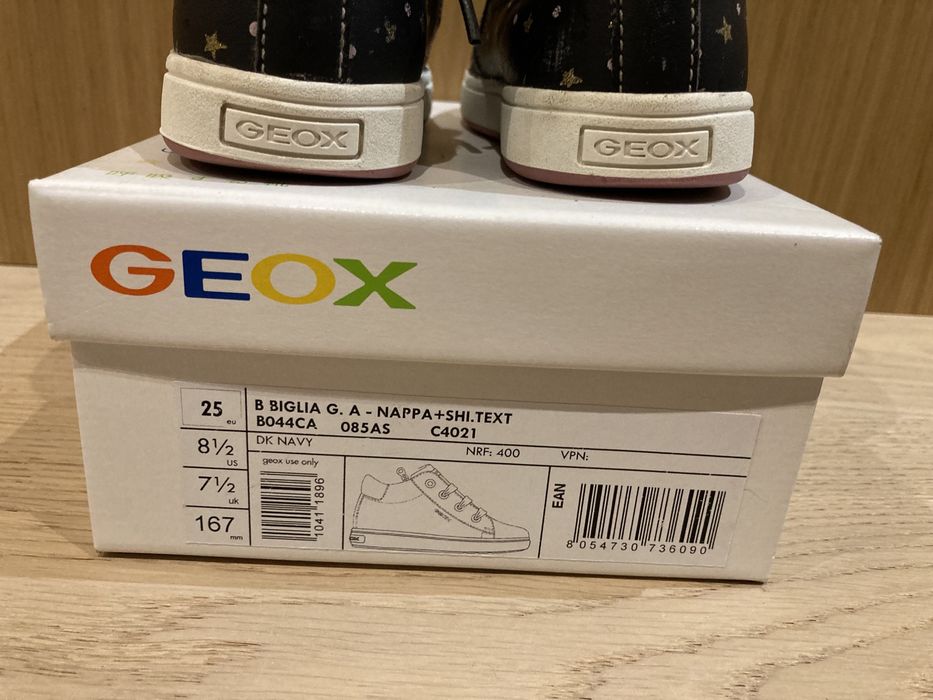 GEOX
GEOX
GEOX
25 eu
8½ US
7½ uk
167 mm
B BIGLIA G. A - NAPPA+SHI.TEXT
B044CA 085AS C4021
DK NAVY
NRF: 400 VPN:
geox use only
1041 1896
EAN
8 054730 736090